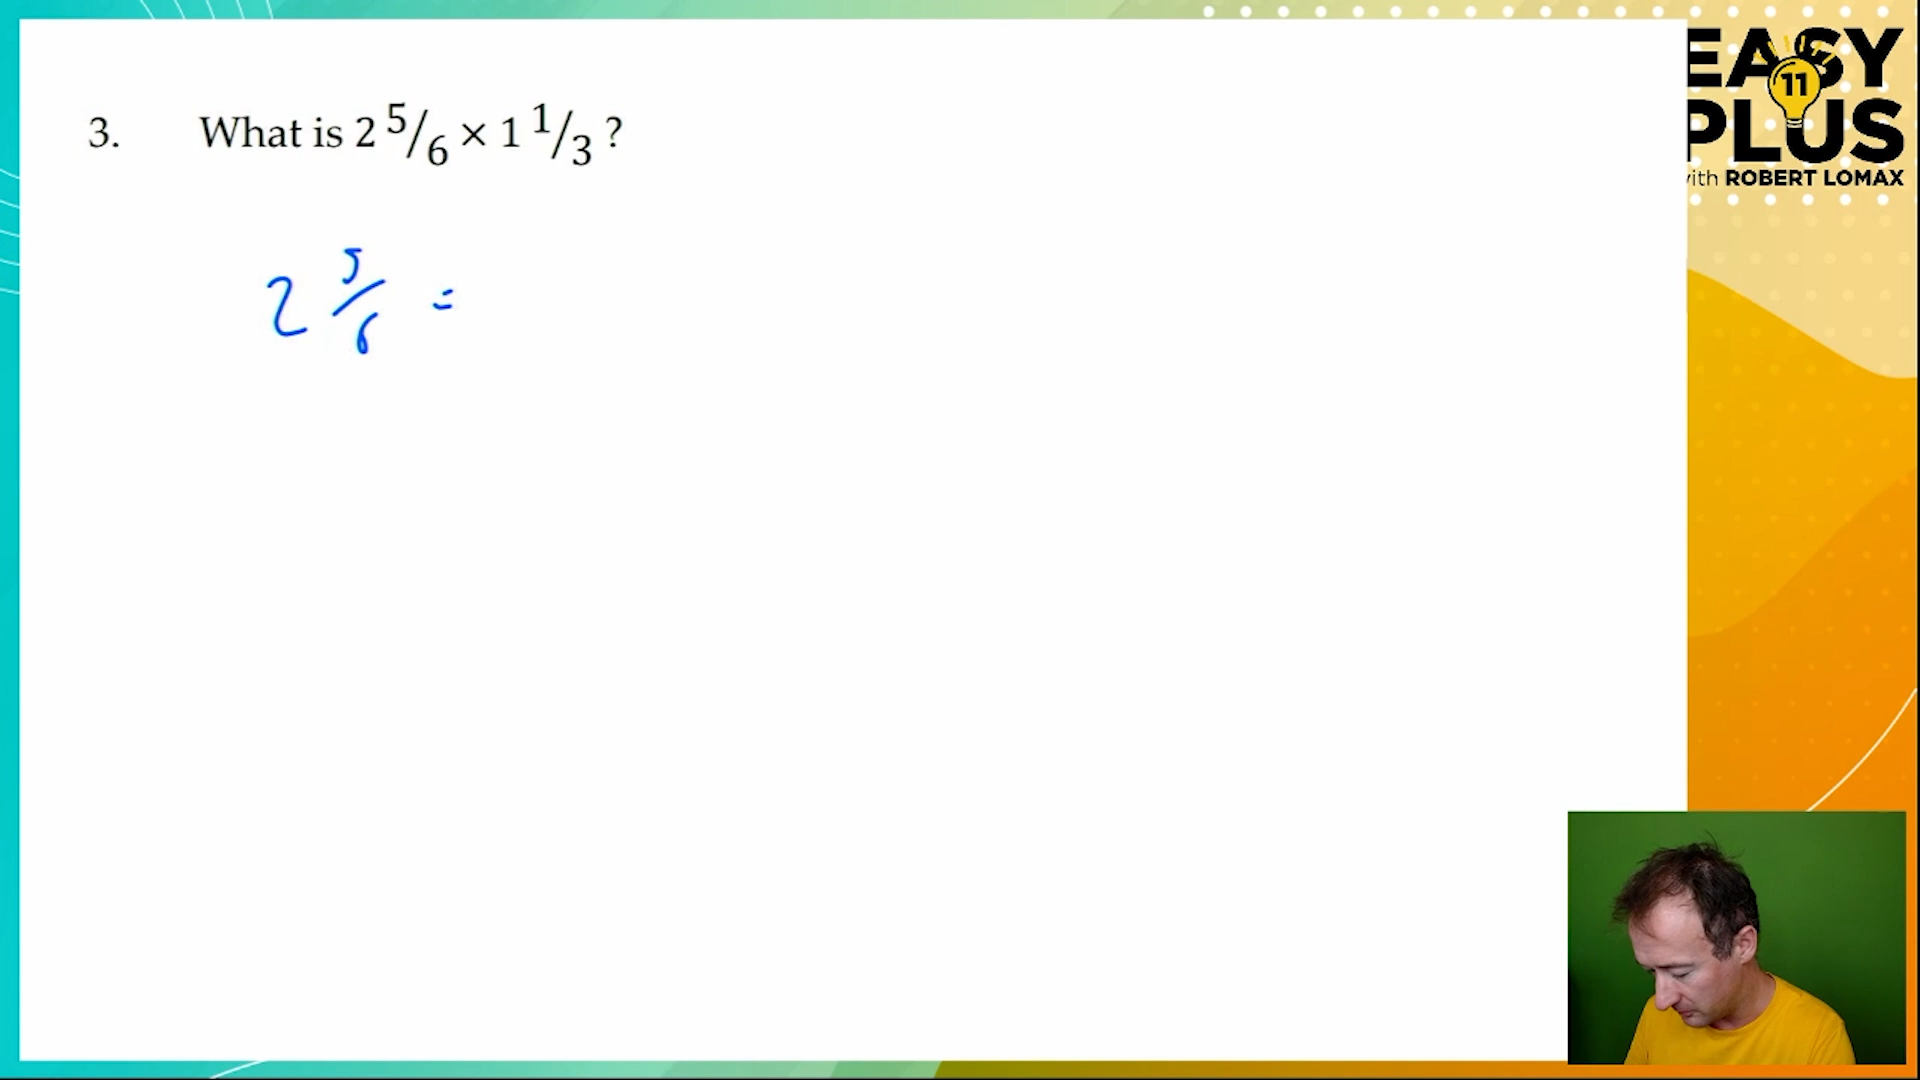 EASY
11
PLUS
with ROBERT LOMAX
3. What is 2 5/6 × 1 1/3 ?
2 5/6 =